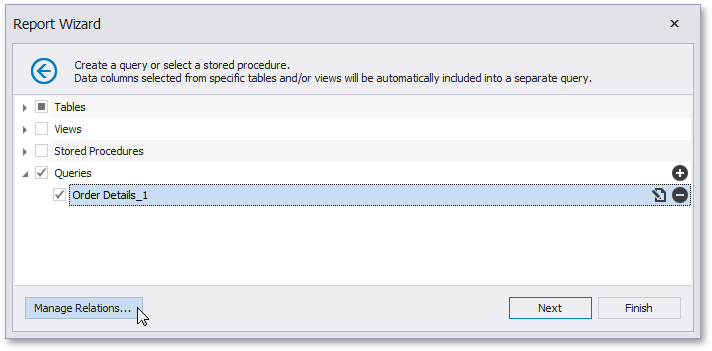 Report Wizard
Create a query or select a stored procedure.
Data columns selected from specific tables and/or views will be automatically included into a separate query.
Tables
Views
Stored Procedures
Queries
Order Details_1
Manage Relations...
Next
Finish